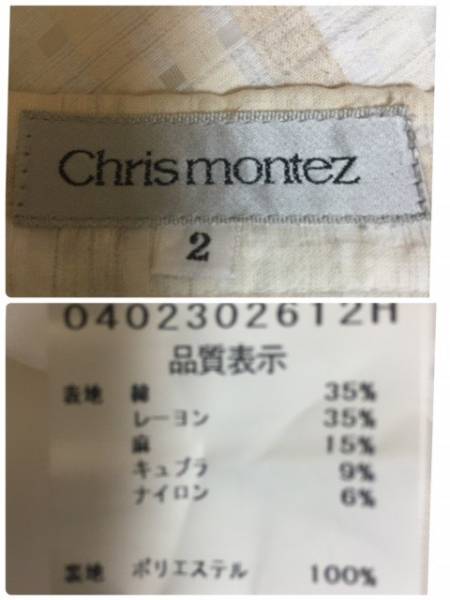 Chris montez
2
0402302612H
品質表示
表地 綿 35%
レーヨン 35%
麻 15%
キュプラ 9%
ナイロン 6%
裏地 ポリエステル 100%